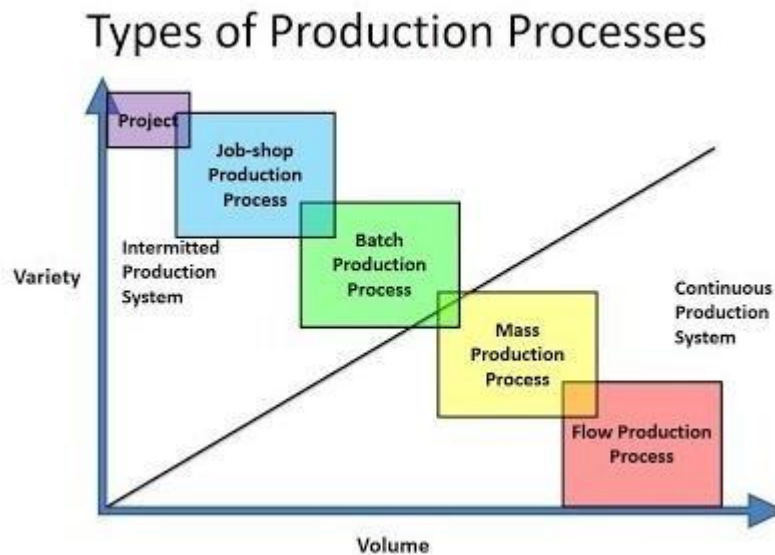 Types of Production Processes
Project
Job-shop
Production
Process
Intermitted
Production
System
Variety
Batch
Production
Process
Continuous
Production
System
Mass
Production
Process
Flow Production
Process
Volume